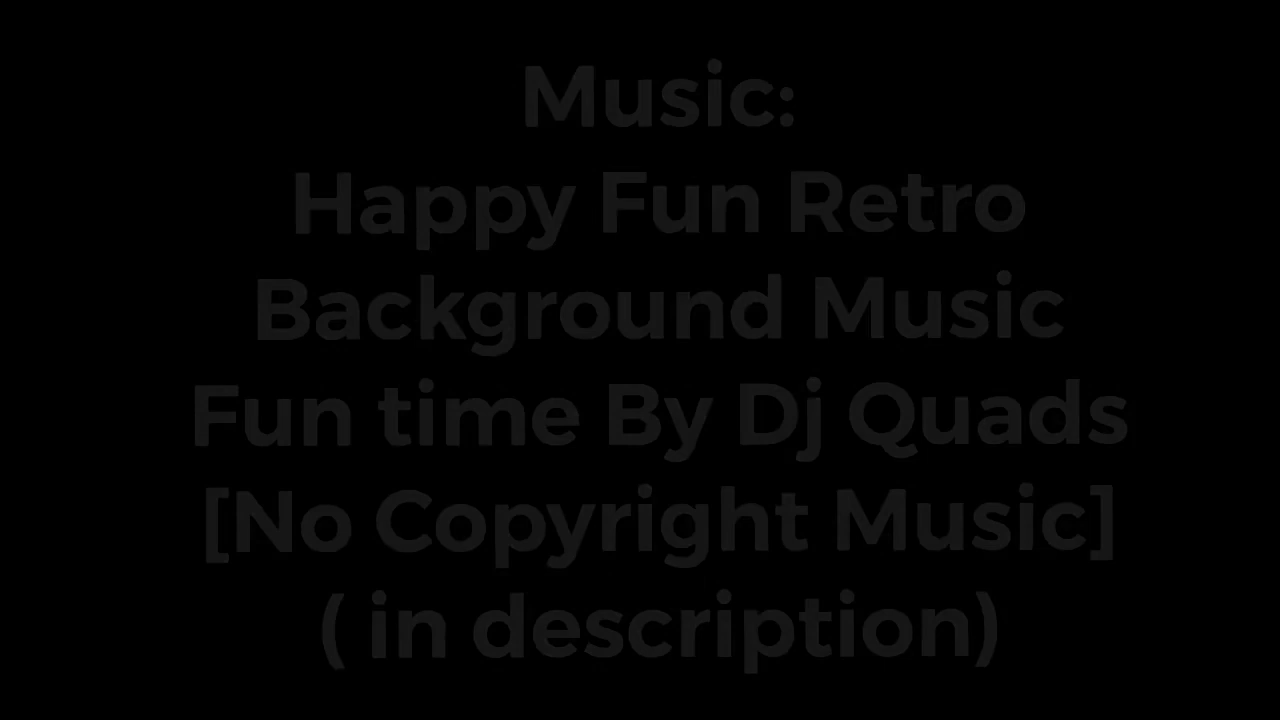 Music:
Happy Fun Retro
Background Music
Fun time By Dj Quads
[No Copyright Music]
( in description)